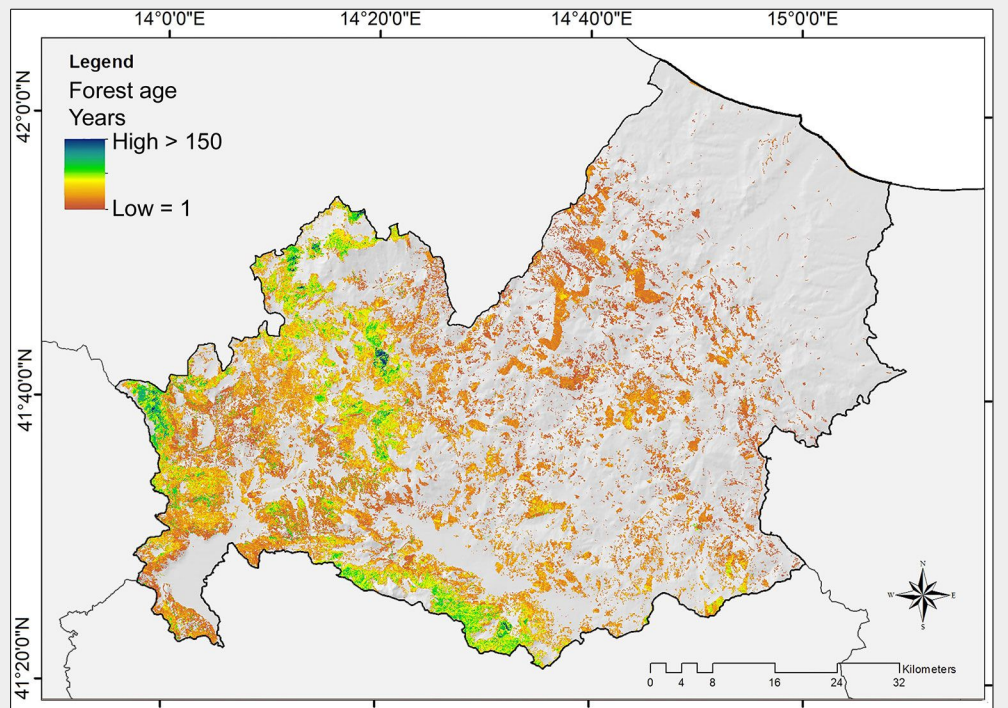 14°0'0"E 14°20'0"E 14°40'0"E 15°0'0"E
42°0'0"N
41°40'0"N
41°20'0"N
Legend
Forest age
Years
High > 150
Low = 1
N
W E
S
Kilometers
0 4 8 16 24 32